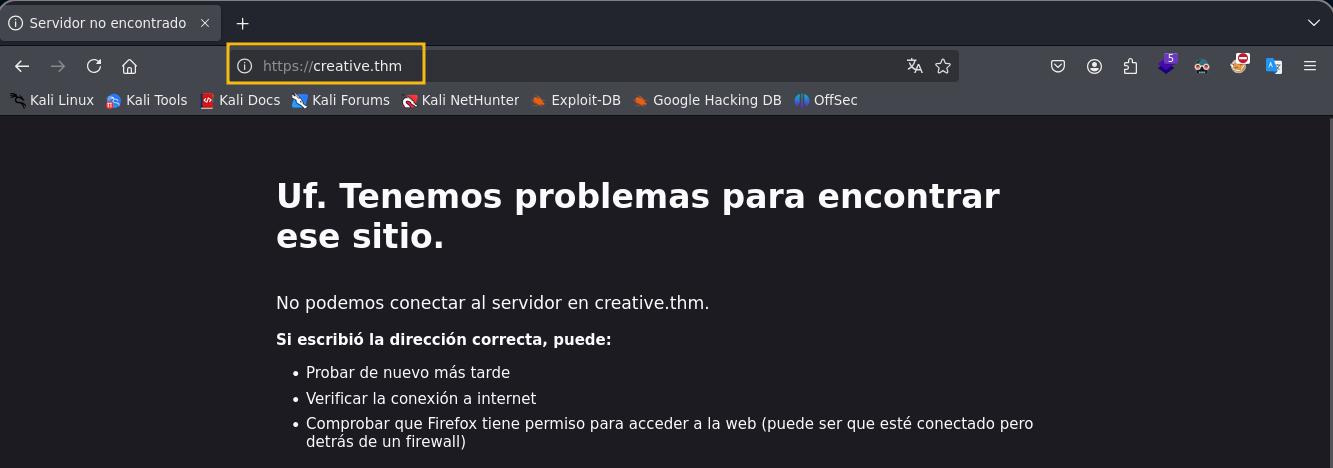 Servidor no encontrado
https://creative.thm
5
Kali Linux Kali Tools Kali Docs Kali Forums Kali NetHunter Exploit-DB Google Hacking DB OffSec
Uf. Tenemos problemas para encontrar
ese sitio.
No podemos conectar al servidor en creative.thm.
Si escribió la dirección correcta, puede:
• Probar de nuevo más tarde
• Verificar la conexión a internet
• Comprobar que Firefox tiene permiso para acceder a la web (puede ser que esté conectado pero
detrás de un firewall)